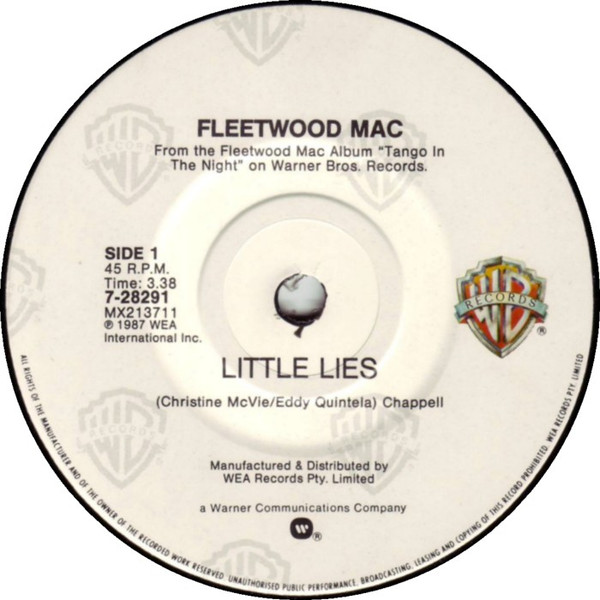 FLEETWOOD MAC
From the Fleetwood Mac Album "Tango In
The Night" on Warner Bros. Records.
SIDE 1
45 R.P.M.
Time: 3.38
7-28291
MX213711
℗ 1987 WEA
International Inc.
WB
RECORDS
®
LITTLE LIES
(Christine McVie/Eddy Quintela) Chappell
Manufactured & Distributed by
WEA Records Pty. Limited
a Warner Communications Company
®
ALL RIGHTS OF THE MANUFACTURER AND OF THE OWNER OF THE RECORDED WORK RESERVED. UNAUTHORISED PUBLIC PERFORMANCE, BROADCASTING, LEASING AND COPYING OF THIS RECORD PROHIBITED. WEA RECORDS PTY. LIMITED